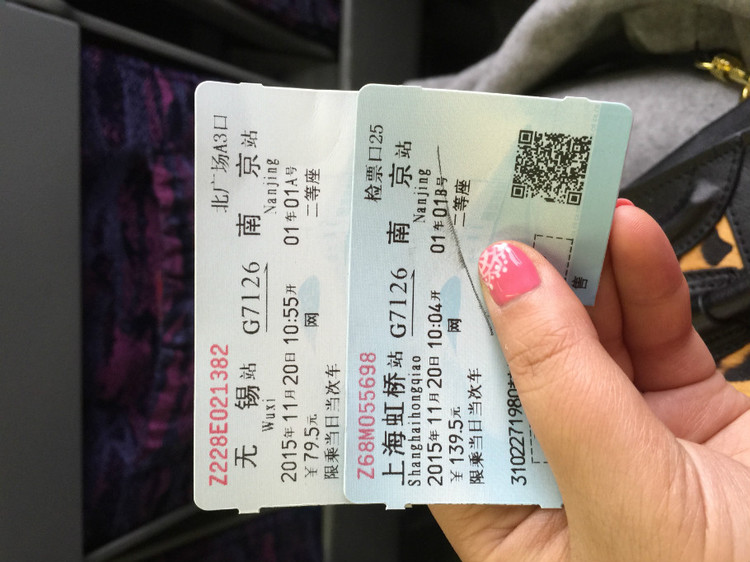 Z228E021382 北广场A3口
无 锡 站 G7126 南 京 站
Wuxi Nanjing
2015年11月20日10:55开 01车01A号
￥79.5元 网 二等座
限乘当日当次车
Z68M055698 检票口25
上海虹桥站 G7126 南 京 站
Shanghaihongqiao Nanjing
2015年11月20日10:04开 01车01B号
￥139.5元 网 二等座
限乘当日当次车
310227198
售